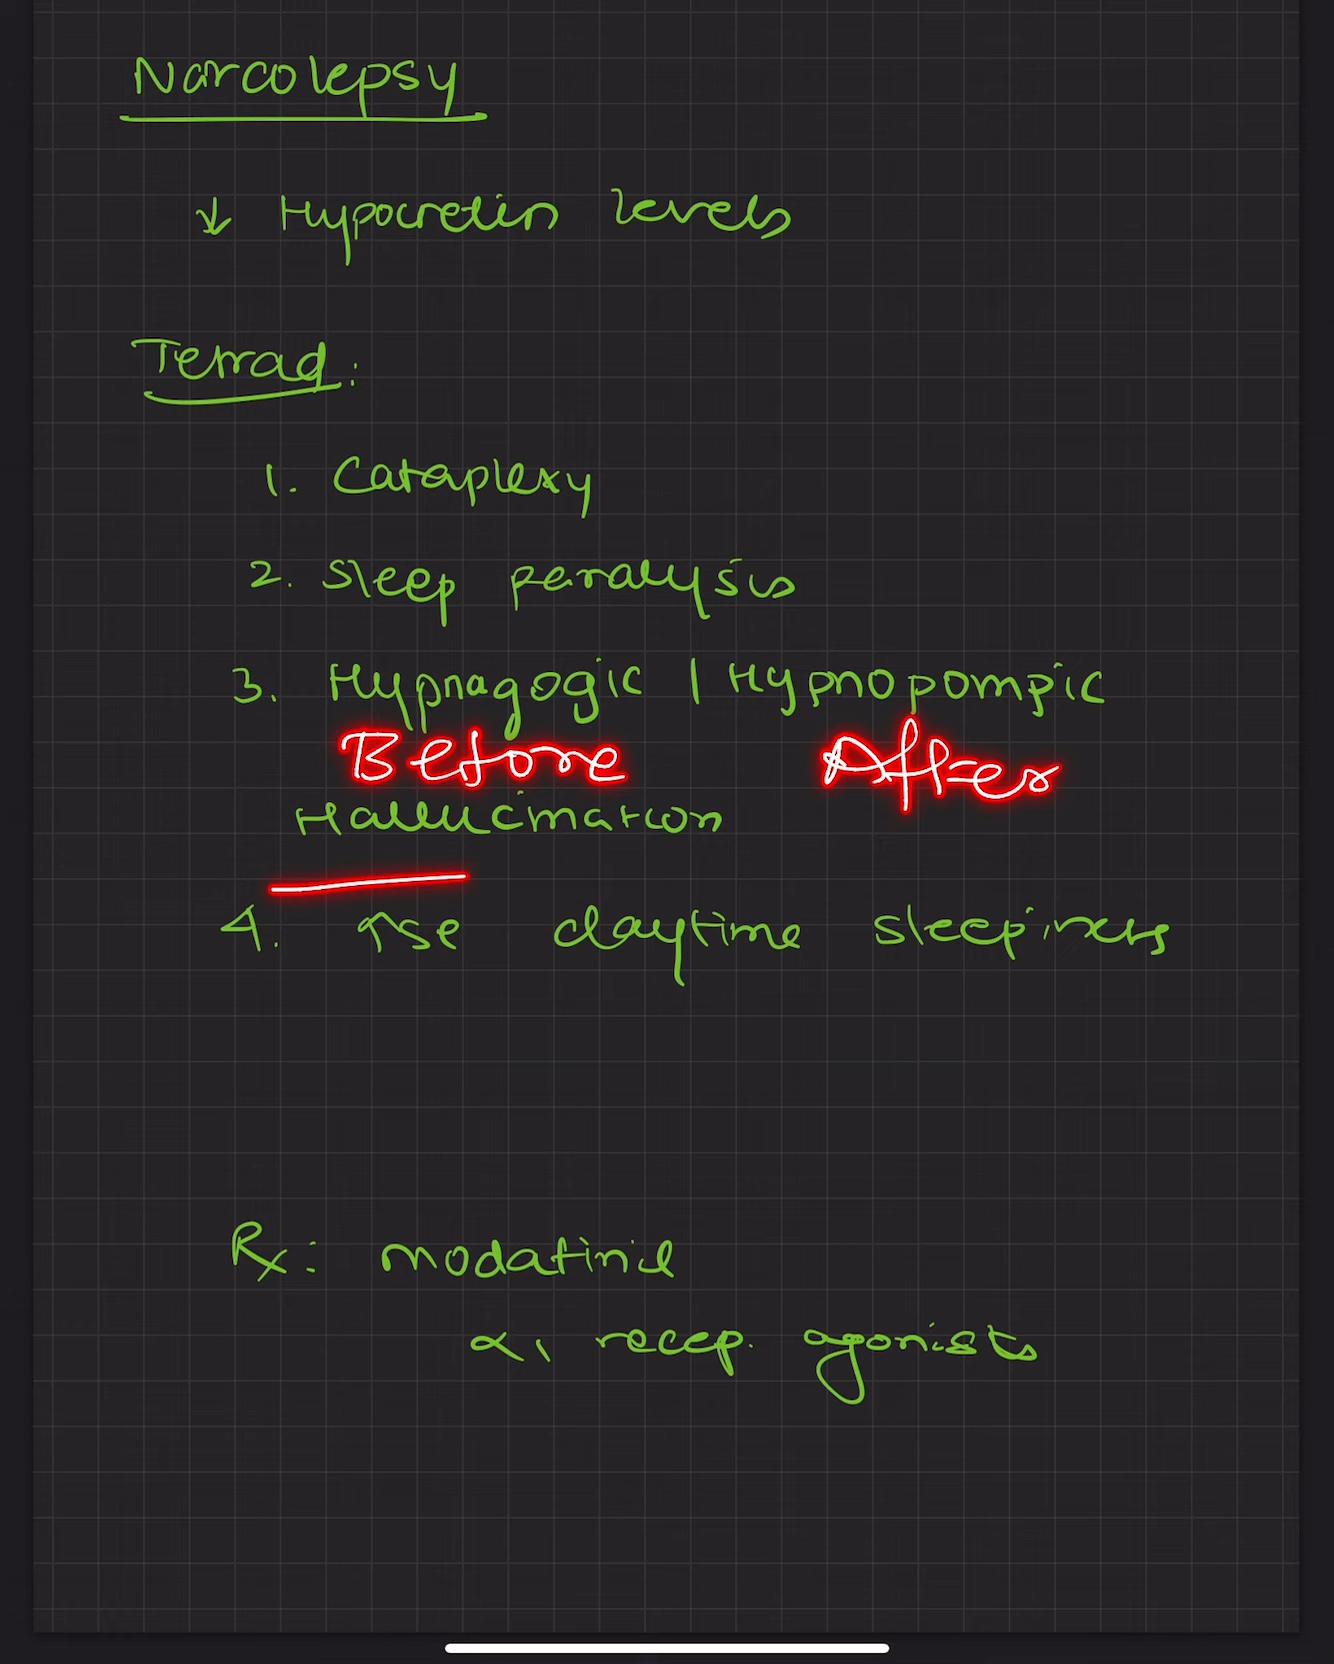 Narcolepsy
↓ Hypocretin levels
Tetrad:
1. Cataplexy
2. Sleep paralysis
3. Hypnagogic / Hypnopompic
Before After
Hallucination
4. ↑se daytime sleepiness
Rx: modafinil
α1 recep. agonists